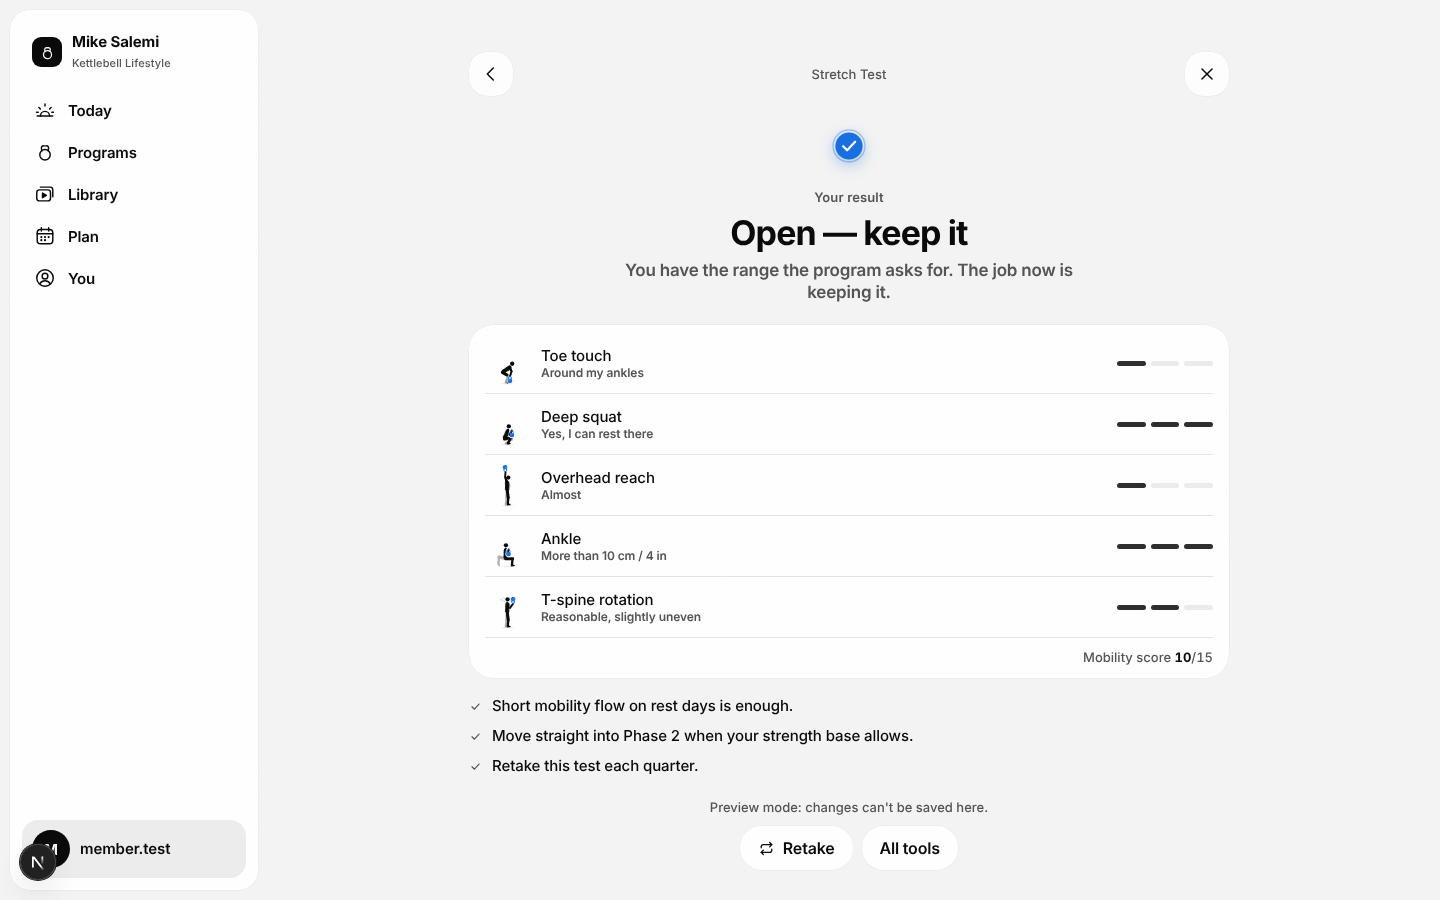 Mike Salemi
Kettlebell Lifestyle
Today
Programs
Library
Plan
You
member.test
N
Stretch Test
Your result
Open — keep it
You have the range the program asks for. The job now is
keeping it.
Toe touch
Around my ankles
Deep squat
Yes, I can rest there
Overhead reach
Almost
Ankle
More than 10 cm / 4 in
T-spine rotation
Reasonable, slightly uneven
Mobility score 10/15
Short mobility flow on rest days is enough.
Move straight into Phase 2 when your strength base allows.
Retake this test each quarter.
Preview mode: changes can't be saved here.
Retake
All tools